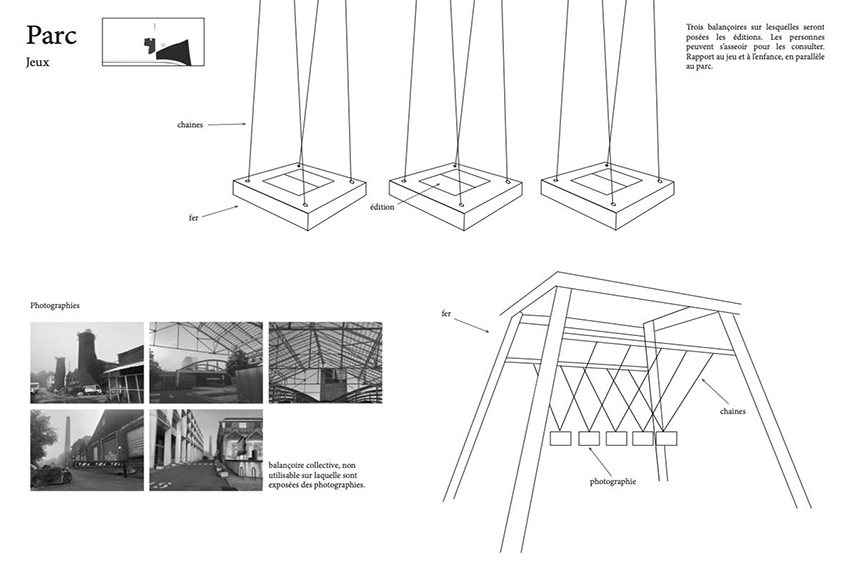 Parc
Jeux
Trois balançoires sur lesquelles seront
posées les éditions. Les personnes
peuvent s'asseoir pour les consulter.
Rapport au jeu et à l'enfance, en parallèle
au parc.
chaines
fer
édition
Photographies
balançoire collective, non
utilisable sur laquelle sont
exposées des photographies.
fer
chaines
photographie